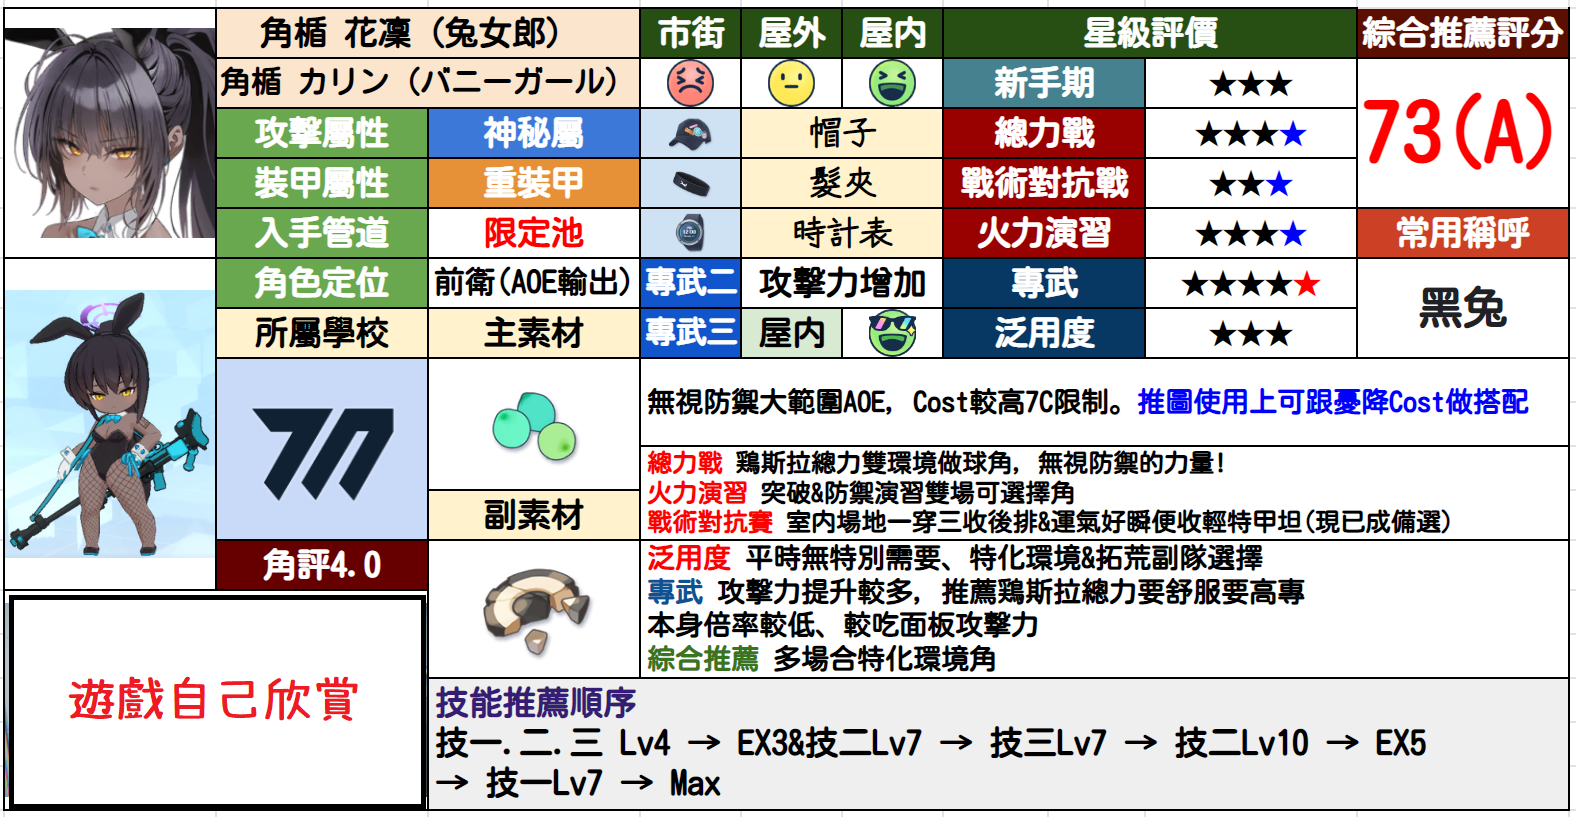 角楯 花凜（兔女郎）
市街
屋外
屋內
星級評價
綜合推薦評分
角楯 カリン（バニーガール）
新手期
★★★
73(A)
攻擊屬性
神秘屬
帽子
總力戰
★★★★
裝甲屬性
重裝甲
髮夾
戰術對抗戰
★★★
入手管道
限定池
時計表
火力演習
★★★★
常用稱呼
角色定位
前衛(AOE輸出)
專武二
攻擊力增加
專武
★★★★★
黑兔
所屬學校
主素材
專武三
屋內
泛用度
★★★
無視防禦大範圍AOE, Cost較高7C限制。推圖使用上可跟憂降Cost做搭配
總力戰 鶏斯拉總力雙環境做球角, 無視防禦的力量!
火力演習 突破&防禦演習雙場可選擇角
副素材
戰術對抗賽 室內場地一穿三收後排&運氣好瞬便收輕特甲坦(現已成備選)
角評4.0
泛用度 平時無特別需要、特化環境&拓荒副隊選擇
專武 攻擊力提升較多, 推薦鶏斯拉總力要舒服要高專
本身倍率較低、較吃面板攻擊力
綜合推薦 多場合特化環境角
遊戲自己欣賞
技能推薦順序
技一.二.三 Lv4 → EX3&技二Lv7 → 技三Lv7 → 技二Lv10 → EX5
→ 技一Lv7 → Max